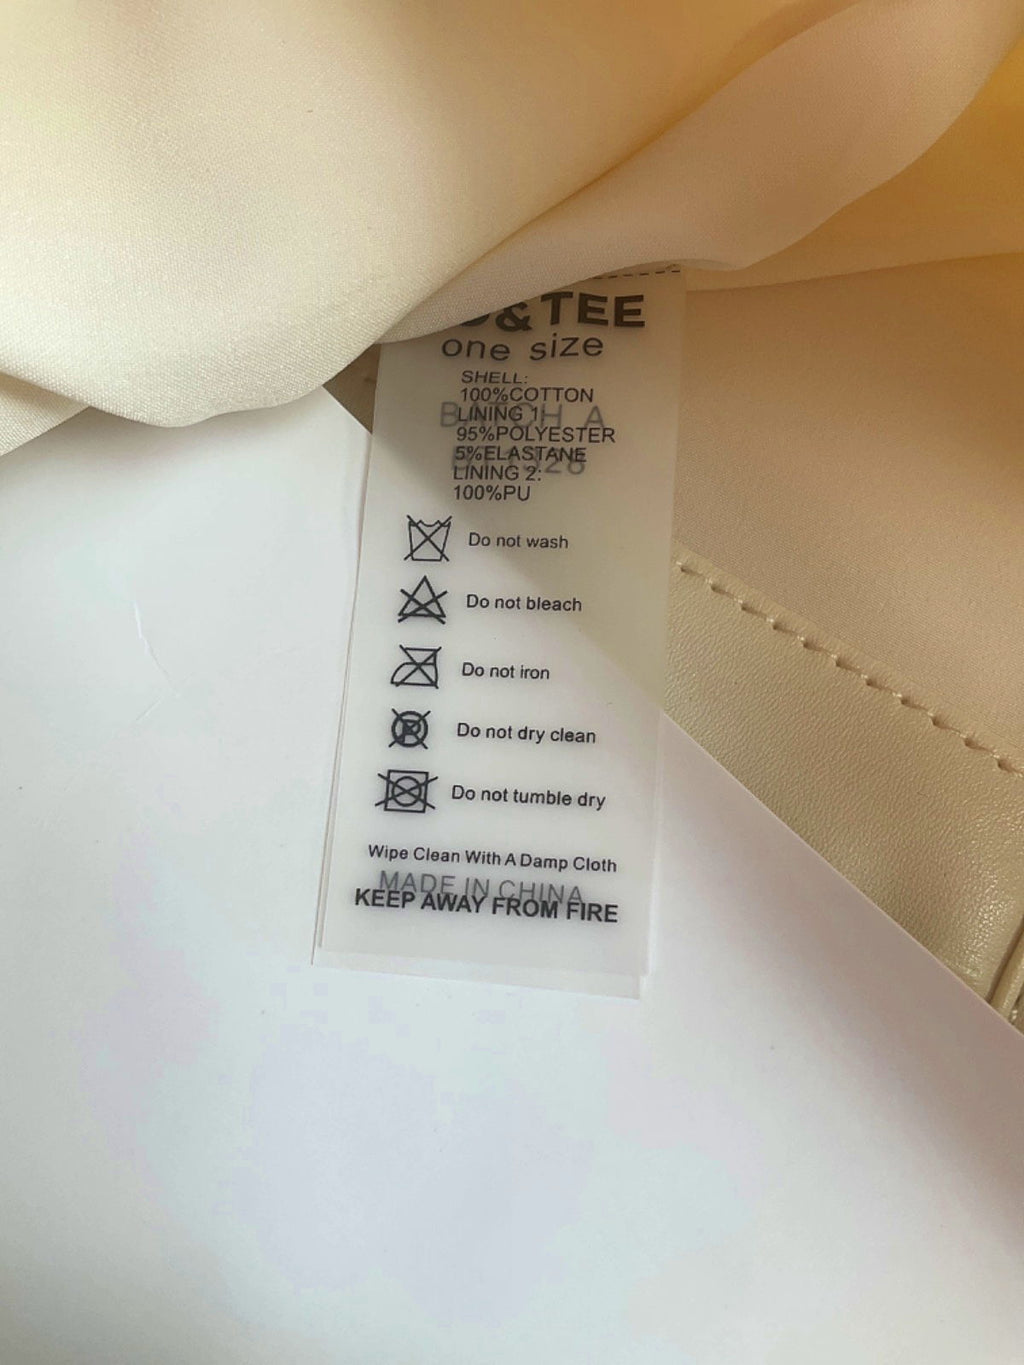 &TEE
one size
SHELL:
100%COTTON
LINING 1:
95%POLYESTER
5%ELASTANE
LINING 2:
100%PU
BATCH A
Do not wash
Do not bleach
Do not iron
Do not dry clean
Do not tumble dry
Wipe Clean With A Damp Cloth
MADE IN CHINA
KEEP AWAY FROM FIRE